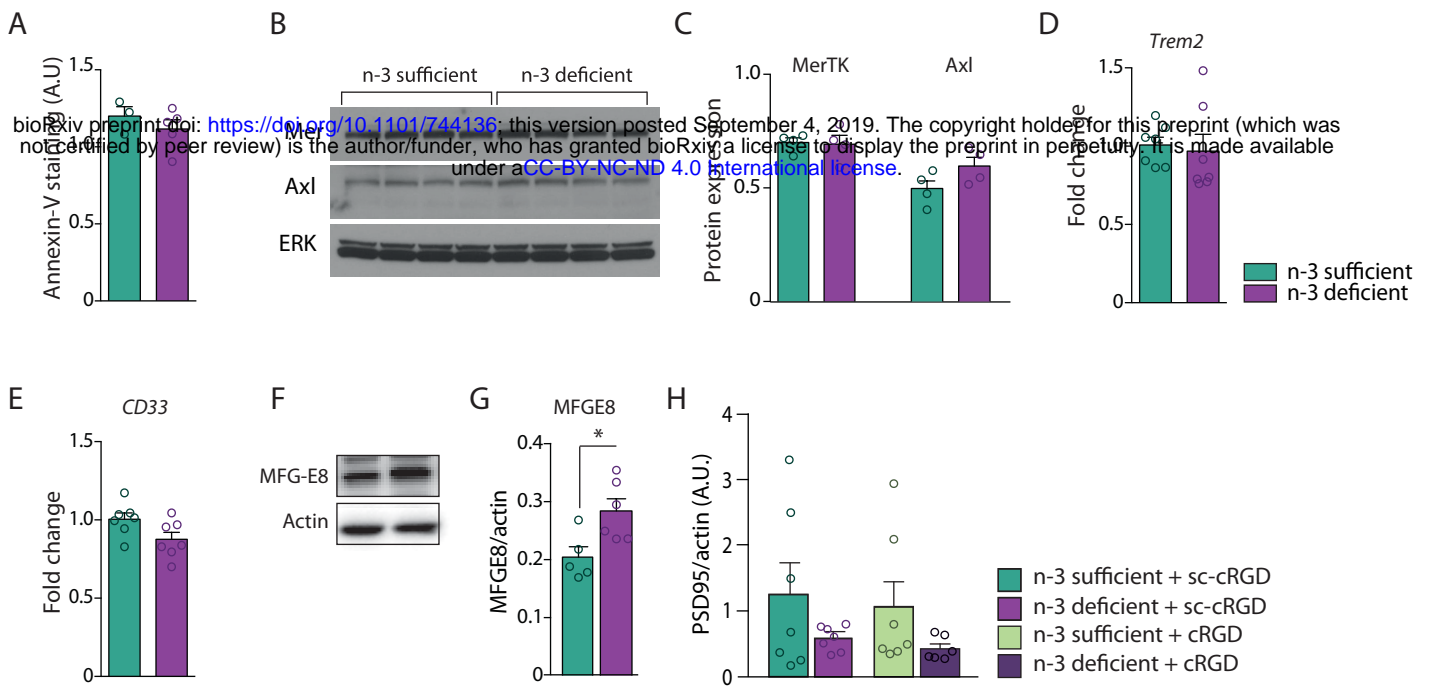 A
B
C
D
Annexin-V staining (A.U)
1.5
1.0
0.5
0
n-3 sufficient
n-3 deficient
Mer
Axl
ERK
Protein expression
1.0
0.5
0
MerTK
Axl
Trem2
Fold change
1.5
1.0
0.5
0
n-3 sufficient
n-3 deficient
bioRxiv preprint doi: https://doi.org/10.1101/744136; this version posted September 4, 2019. The copyright holder for this preprint (which was
not certified by peer review) is the author/funder, who has granted bioRxiv a license to display the preprint in perpetuity. It is made available
under aCC-BY-NC-ND 4.0 International license.
E
F
G
H
CD33
Fold change
1.5
1.0
0.5
0
MFG-E8
Actin
MFGE8
*
MFGE8/actin
0.4
0.3
0.2
0.1
0
PSD95/actin (A.U.)
4
3
2
1
0
n-3 sufficient + sc-cRGD
n-3 deficient + sc-cRGD
n-3 sufficient + cRGD
n-3 deficient + cRGD